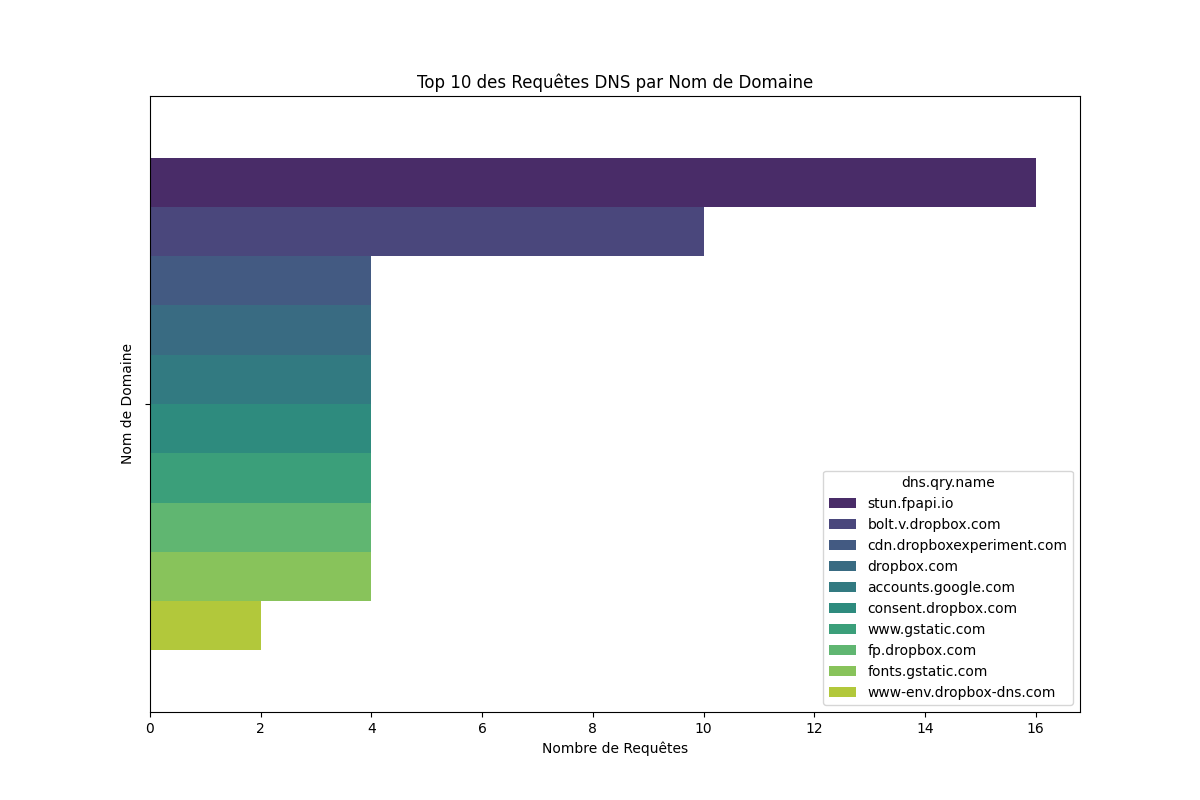 Top 10 des Requêtes DNS par Nom de Domaine
Nom de Domaine
dns.qry.name
stun.fpapi.io
bolt.v.dropbox.com
cdn.dropboxexperiment.com
dropbox.com
accounts.google.com
consent.dropbox.com
www.gstatic.com
fp.dropbox.com
fonts.gstatic.com
www-env.dropbox-dns.com
0 2 4 6 8 10 12 14 16
Nombre de Requêtes